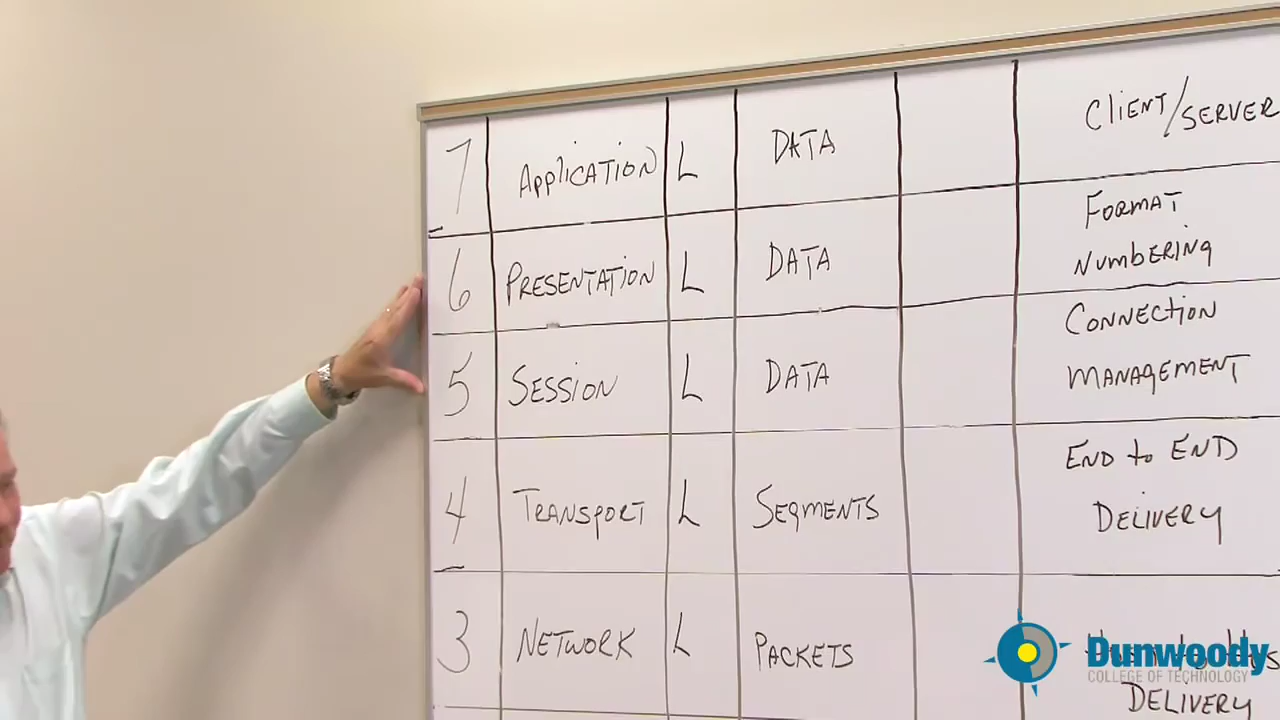 7 APPLICATION L DATA CLIENT/SERVER
6 PRESENTATION L DATA FORMAT
NUMBERING
5 SESSION L DATA CONNECTION
MANAGEMENT
4 TRANSPORT L SEGMENTS END to END
DELIVERY
3 NETWORK L PACKETS
DELIVERY
Dunwoody
COLLEGE OF TECHNOLOGY